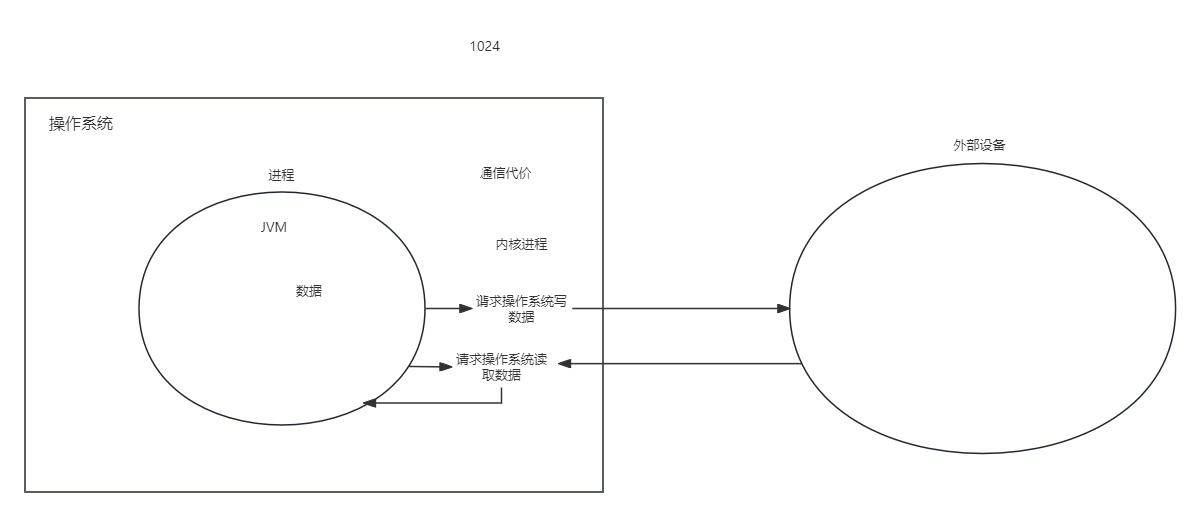 1024
操作系统
外部设备
进程
通信代价
JVM
内核进程
数据
请求操作系统写
数据
请求操作系统读
取数据